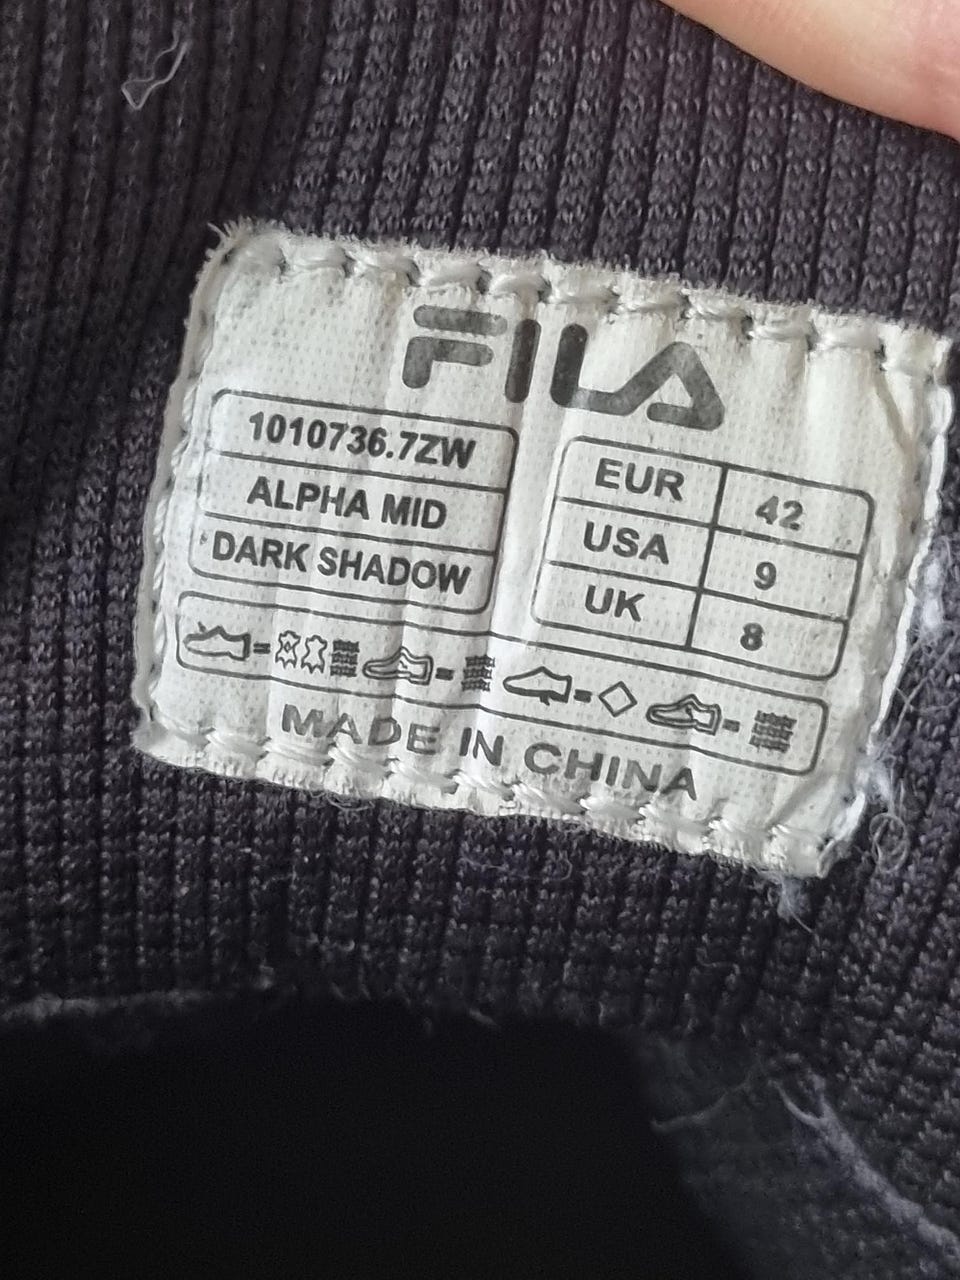 FILA
1010736.7ZW
ALPHA MID
DARK SHADOW
EUR 42
USA 9
UK 8
= = = =
MADE IN CHINA